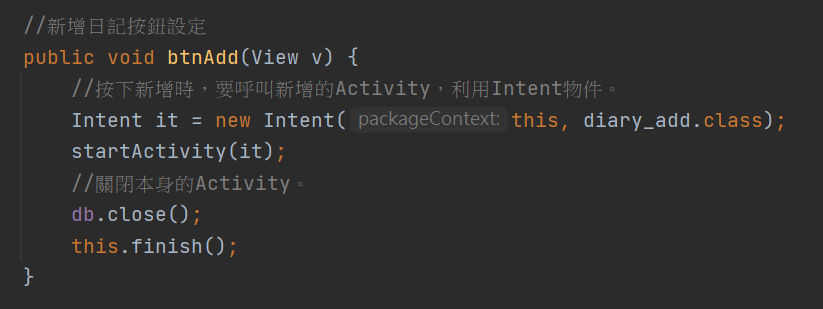 //新增日記按鈕設定
public void btnAdd(View v) {
//按下新增時，要呼叫新增的Activity，利用Intent物件。
Intent it = new Intent( packageContext: this, diary_add.class);
startActivity(it);
//關閉本身的Activity。
db.close();
this.finish();
}